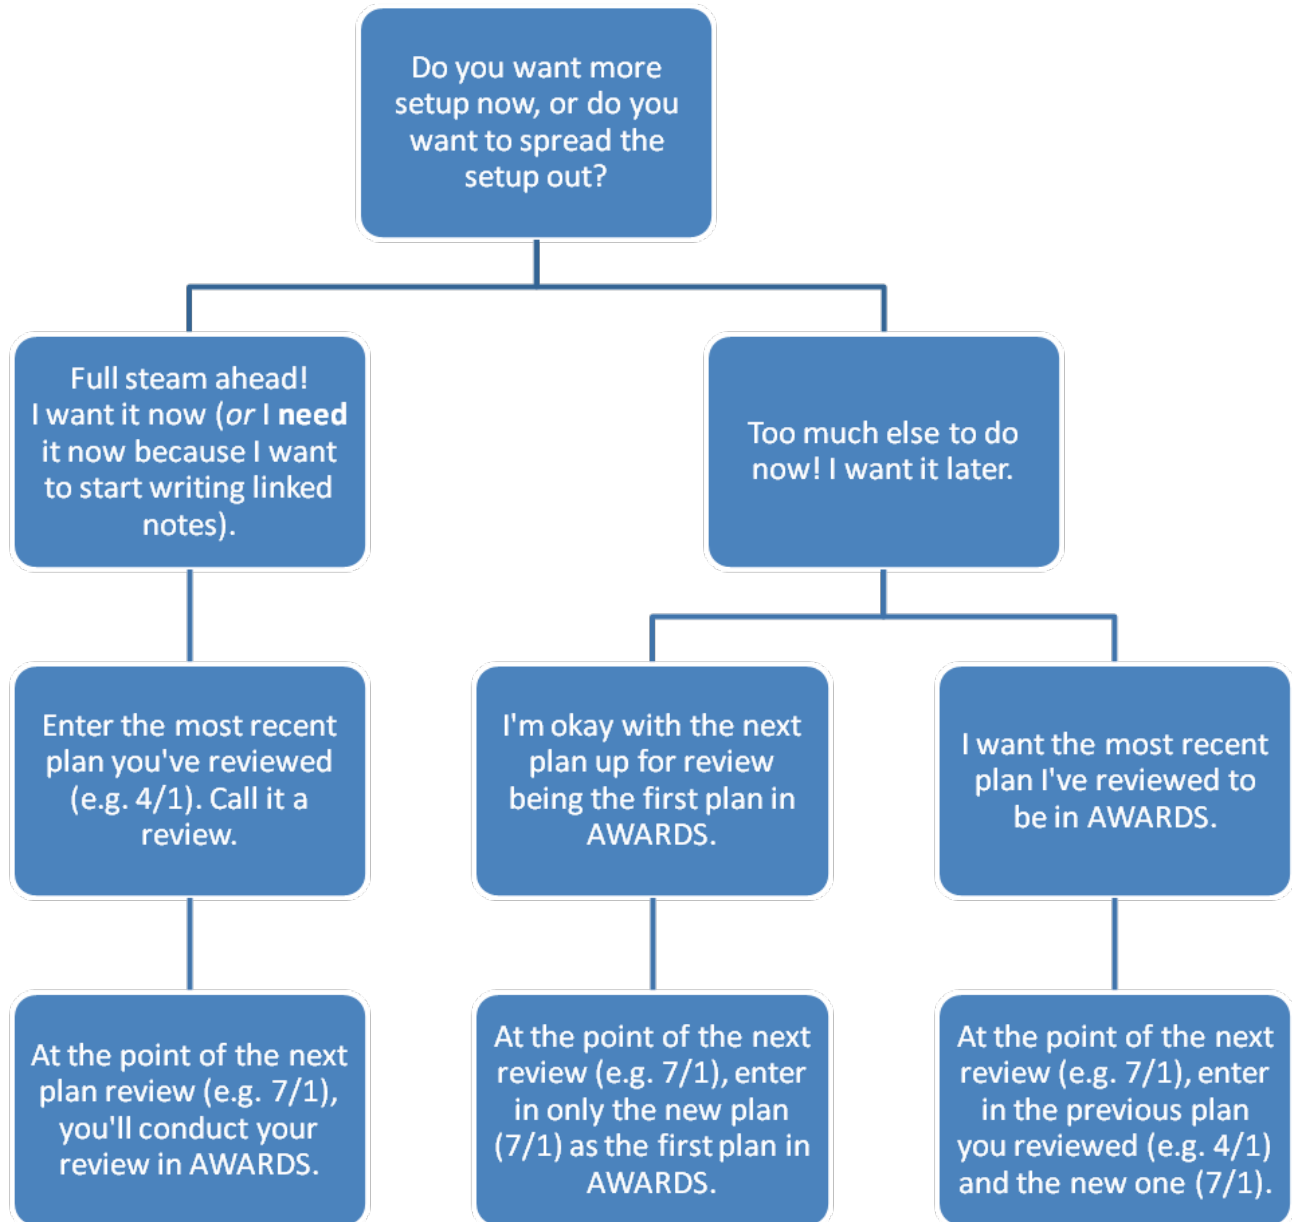 Do you want more
setup now, or do you
want to spread the
setup out?
Full steam ahead!
I want it now (or I need
it now because I want
to start writing linked
notes).
Too much else to do
now! I want it later.
Enter the most recent
plan you've reviewed
(e.g. 4/1). Call it a
review.
I'm okay with the next
plan up for review
being the first plan in
AWARDS.
I want the most recent
plan I've reviewed to
be in AWARDS.
At the point of the next
plan review (e.g. 7/1),
you'll conduct your
review in AWARDS.
At the point of the next
review (e.g. 7/1), enter
in only the new plan
(7/1) as the first plan in
AWARDS.
At the point of the next
review (e.g. 7/1), enter
in the previous plan
you reviewed (e.g. 4/1)
and the new one (7/1).